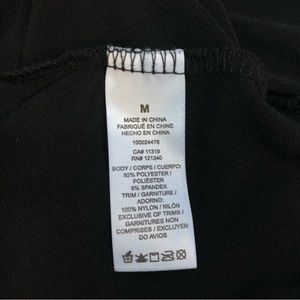 M
MADE IN CHINA
FABRIQUÉ EN CHINE
HECHO EN CHINA
100024476
CA# 11319
RN# 121340
BODY / CORPS / CUERPO:
92% POLYESTER /
POLIÉSTER
8% SPANDEX
TRIM / GARNITURE /
ADORNO:
100% NYLON / NILÓN
EXCLUSIVE OF TRIMS /
GARNITURES NON
COMPRISES / EXCLUYEN
DO AVIOS